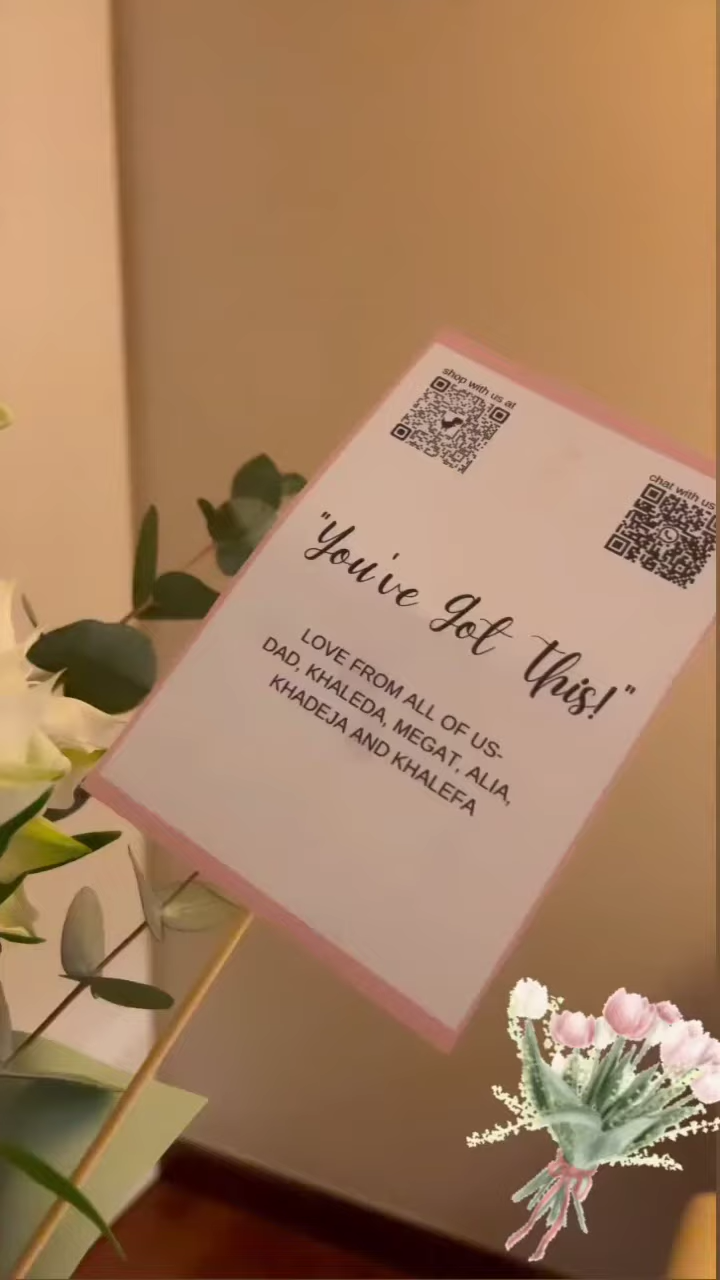 shop with us at
chat with us
"You've got this!"
LOVE FROM ALL OF US-
DAD, KHALEDA, MEGAT, ALIA,
KHADEJA AND KHALEFA